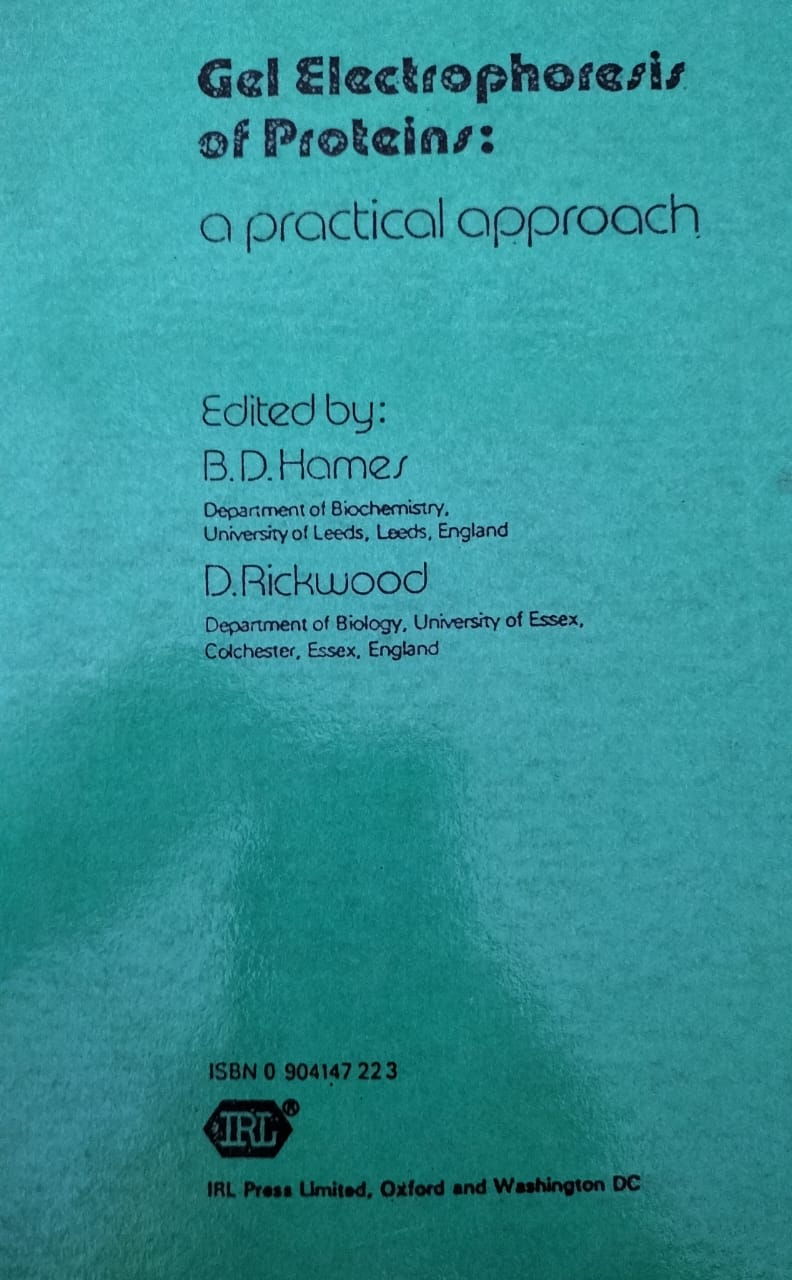 Gel Electrophoresis
of Proteins:
a practical approach
Edited by:
B.D.Hames
Department of Biochemistry,
University of Leeds, Leeds, England
D.Rickwood
Department of Biology, University of Essex,
Colchester, Essex, England
ISBN 0 904147 22 3
IRL®
IRL Press Limited, Oxford and Washington DC